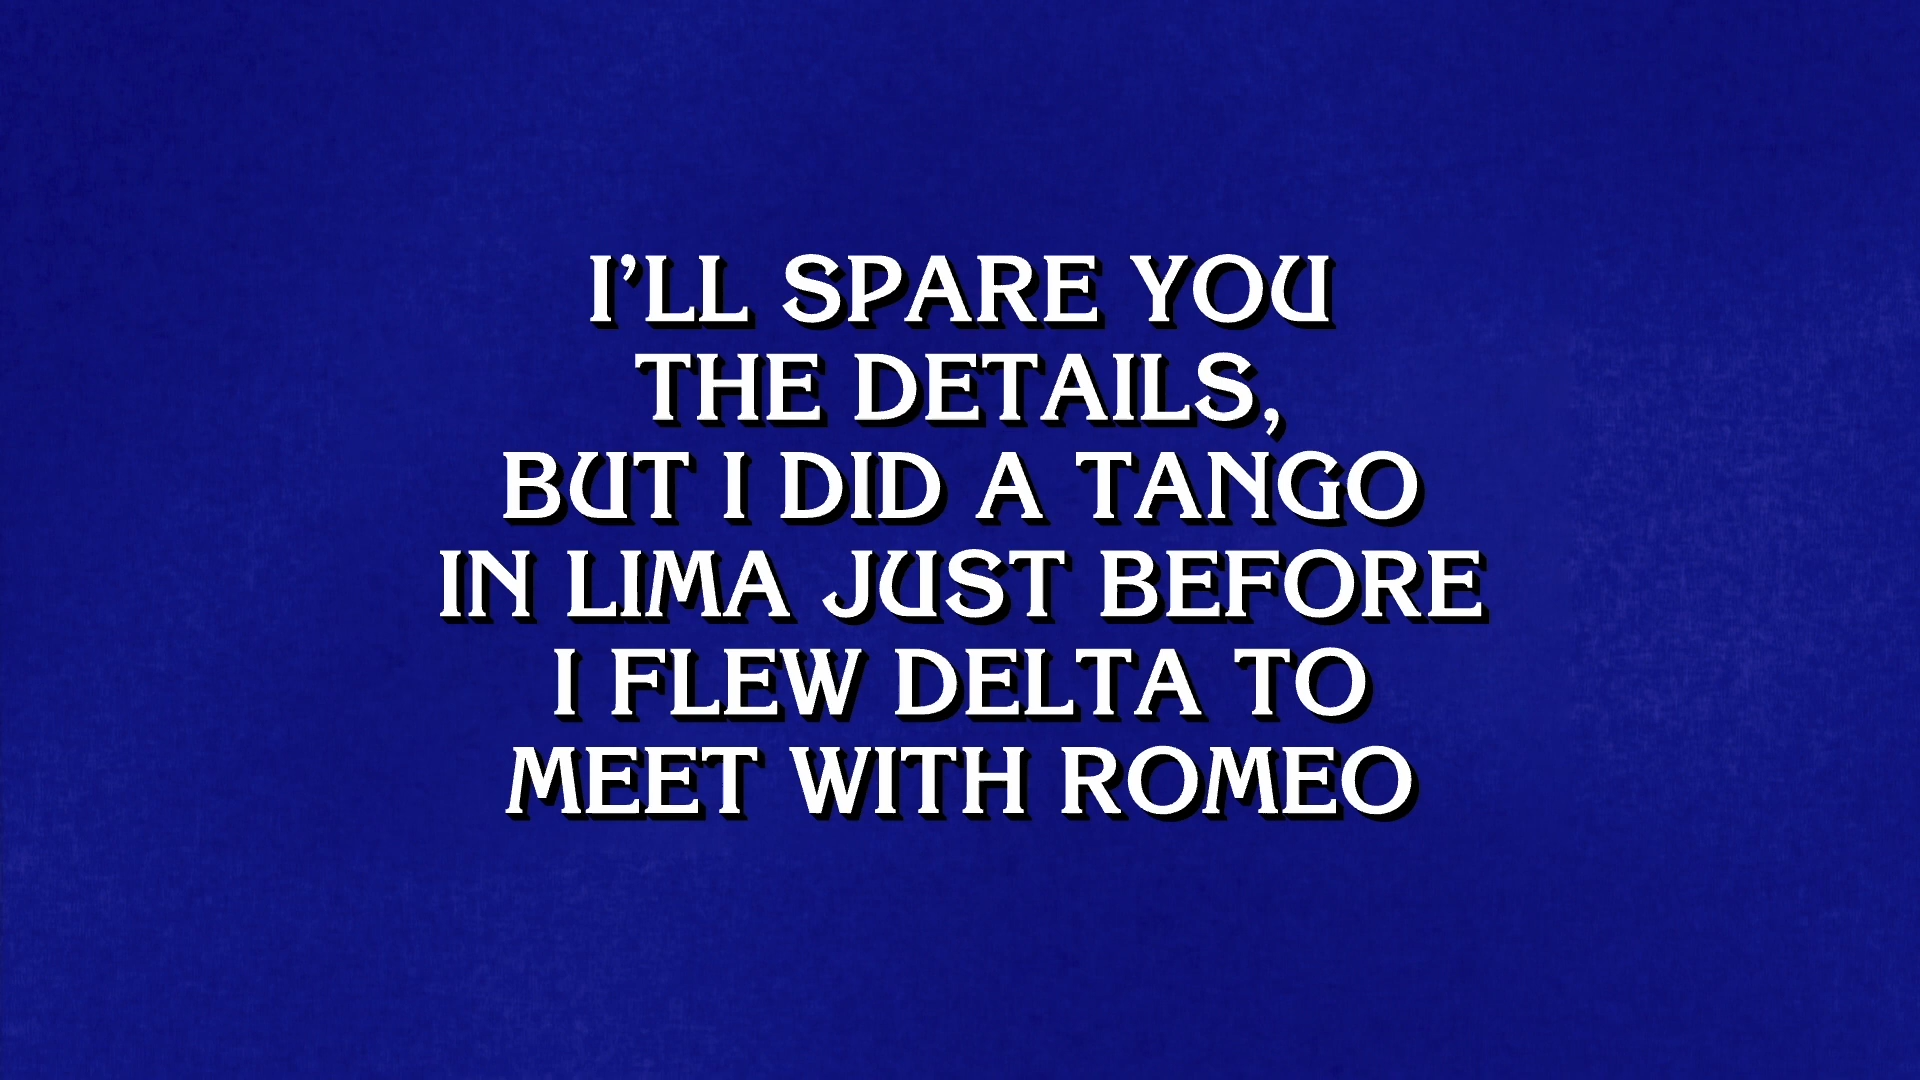 I'LL SPARE YOU
THE DETAILS,
BUT I DID A TANGO
IN LIMA JUST BEFORE
I FLEW DELTA TO
MEET WITH ROMEO